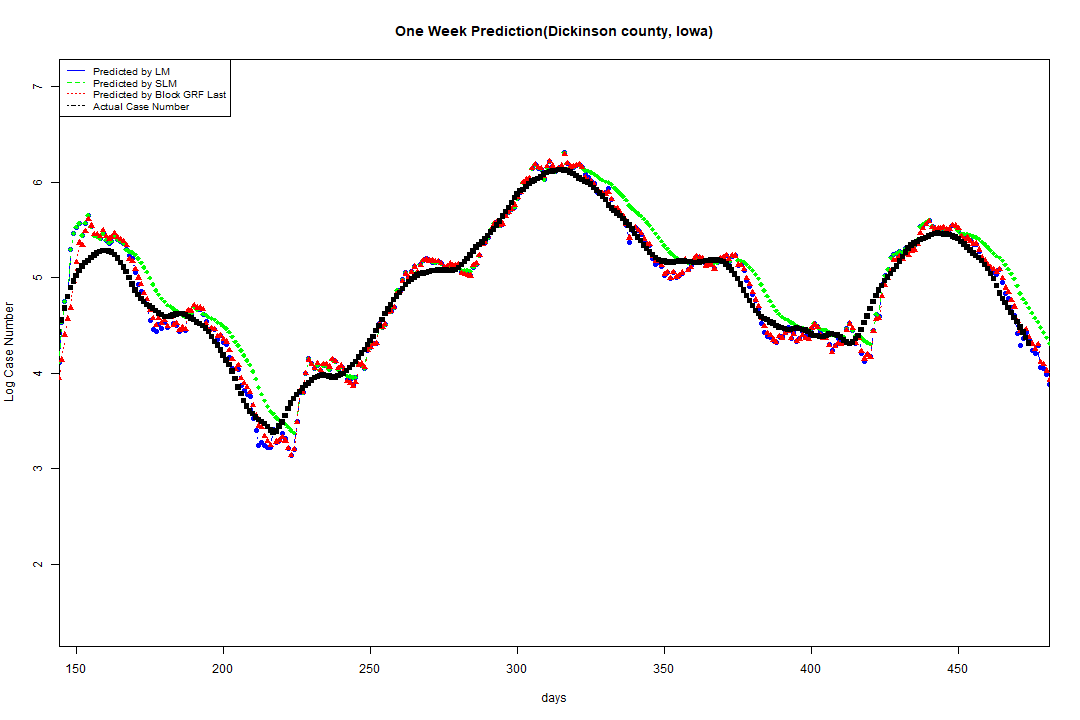 One Week Prediction(Dickinson county, Iowa)
Predicted by LM
Predicted by SLM
Predicted by Block GRF Last
Actual Case Number
7
6
5
4
3
2
Log Case Number
150 200 250 300 350 400 450
days